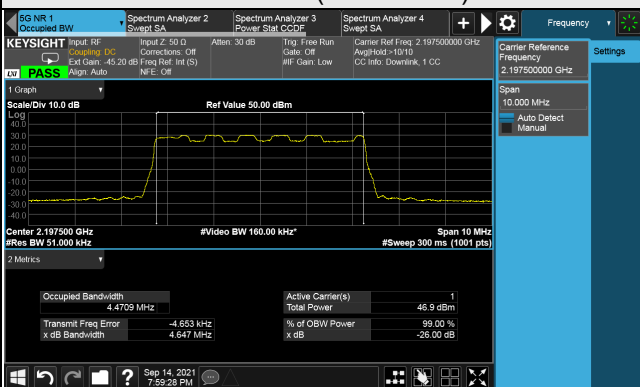 5G NR 1
Occupied BW
Spectrum Analyzer 2
Swept SA
Spectrum Analyzer 3
Power Stat CCDF
Spectrum Analyzer 4
Swept SA
Frequency
KEYSIGHT
Input: RF
Coupling: DC
Ext Gain: -45.20 dB
Align: Auto
Input Z: 50 Ω
Corrections: Off
Freq Ref: Int (S)
NFE: Off
Atten: 30 dB
Trig: Free Run
Gate: Off
#IF Gain: Low
Carrier Ref Freq: 2.197500000 GHz
Avg|Hold:>10/10
CC Info: Downlink, 1 CC
LXI
PASS
Carrier Reference
Frequency
2.197500000 GHz
Settings
Span
10.000 MHz
Auto Detect
Manual
1 Graph
Scale/Div 10.0 dB
Ref Value 50.00 dBm
Log
40.0
30.0
20.0
10.0
0.00
-10.0
-20.0
-30.0
-40.0
Center 2.197500 GHz
#Video BW 160.00 kHz*
Span 10 MHz
#Res BW 51.000 kHz
#Sweep 300 ms (1001 pts)
2 Metrics
Occupied Bandwidth
4.4709 MHz
Active Carrier(s) 1
Total Power 46.9 dBm
Transmit Freq Error -4.653 kHz
x dB Bandwidth 4.647 MHz
% of OBW Power 99.00 %
x dB -26.00 dB
Sep 14, 2021
7:59:28 PM